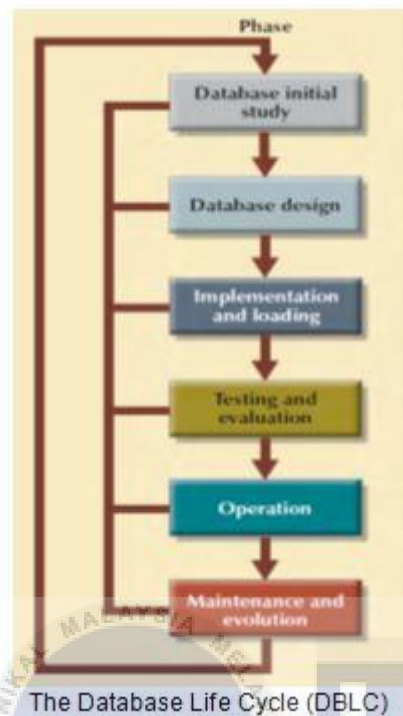 Phase
Database initial
study
Database design
Implementation
and loading
Testing and
evaluation
Operation
Maintenance and
evolution
MALAYSIA
The Database Life Cycle (DBLC)